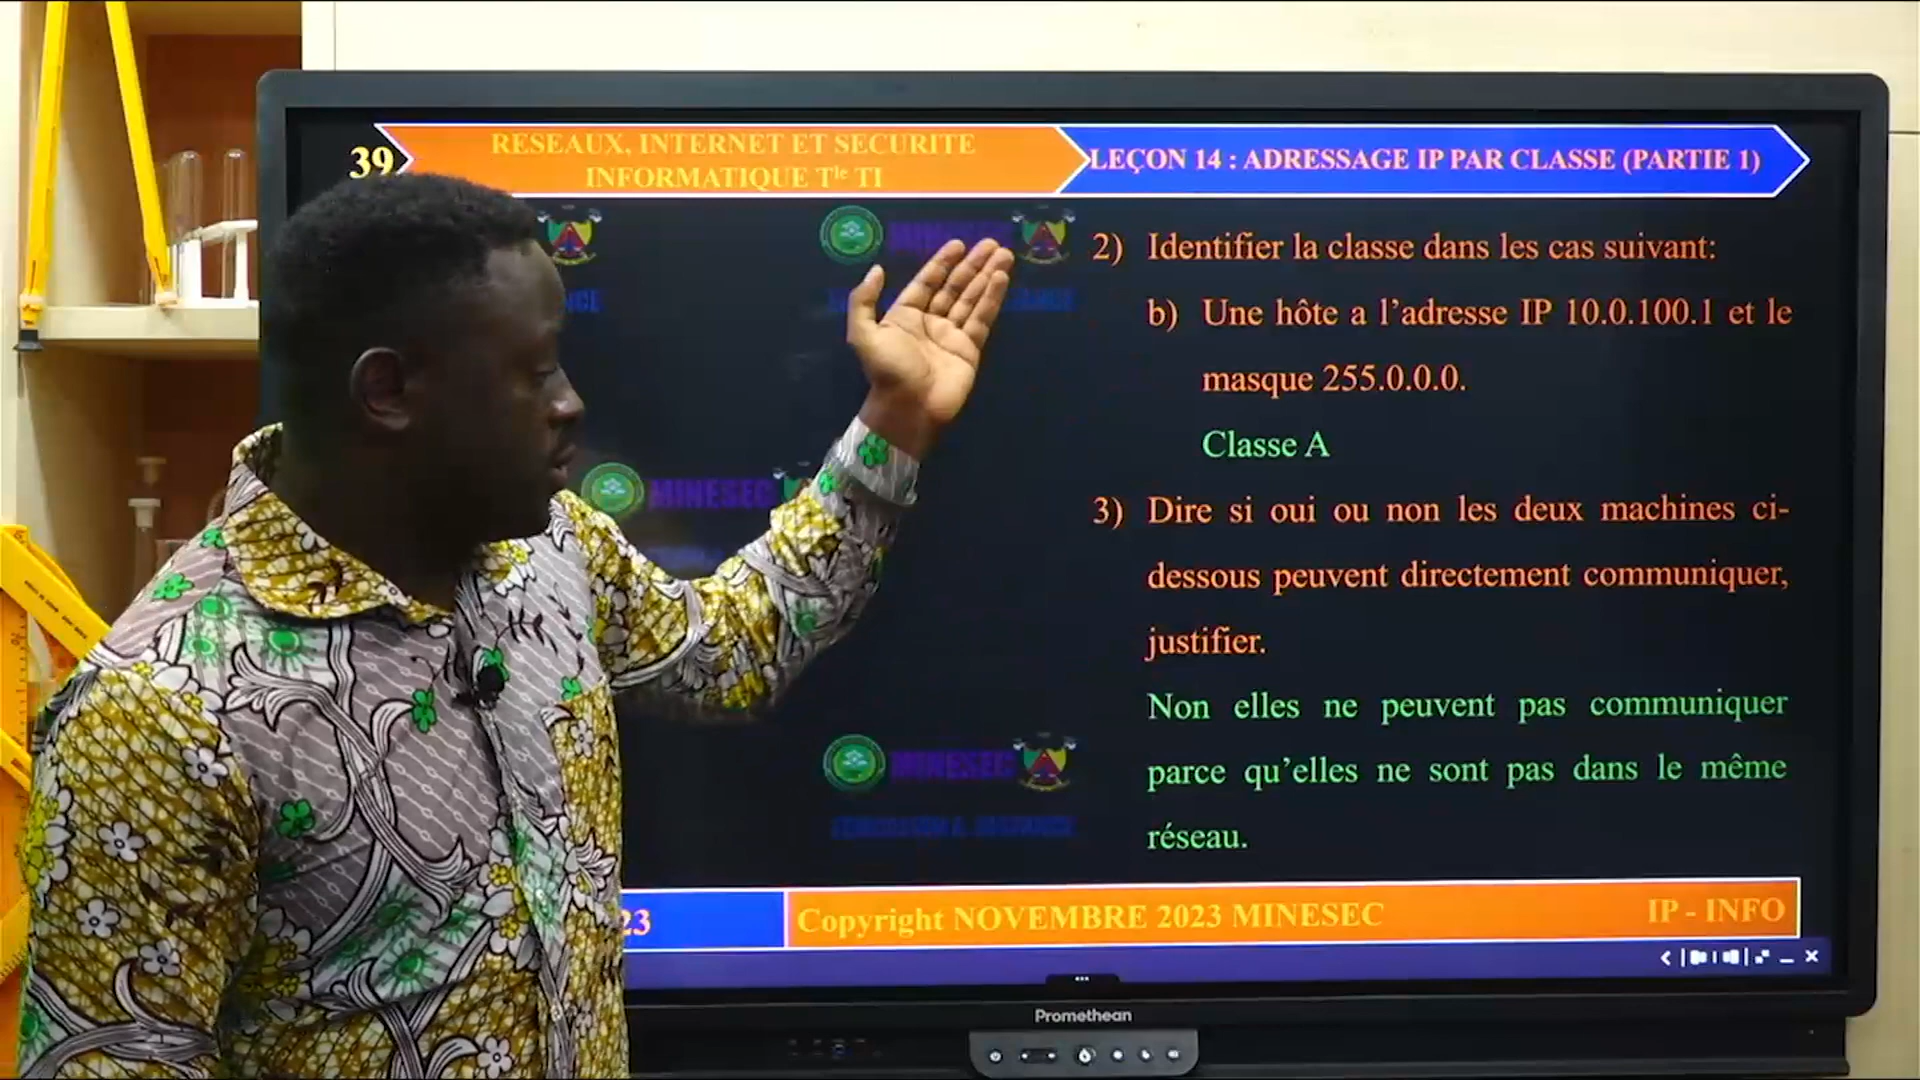 39
RESEAUX, INTERNET ET SECURITE
INFORMATIQUE Tle TI
LEÇON 14 : ADRESSAGE IP PAR CLASSE (PARTIE 1)
2) Identifier la classe dans les cas suivant:
b) Une hôte a l’adresse IP 10.0.100.1 et le
masque 255.0.0.0.
Classe A
3) Dire si oui ou non les deux machines ci-
dessous peuvent directement communiquer,
justifier.
Non elles ne peuvent pas communiquer
parce qu’elles ne sont pas dans le même
réseau.
MINESEC
MINESEC
MINESEC
23
Copyright NOVEMBRE 2023 MINESEC
IP - INFO
Promethean